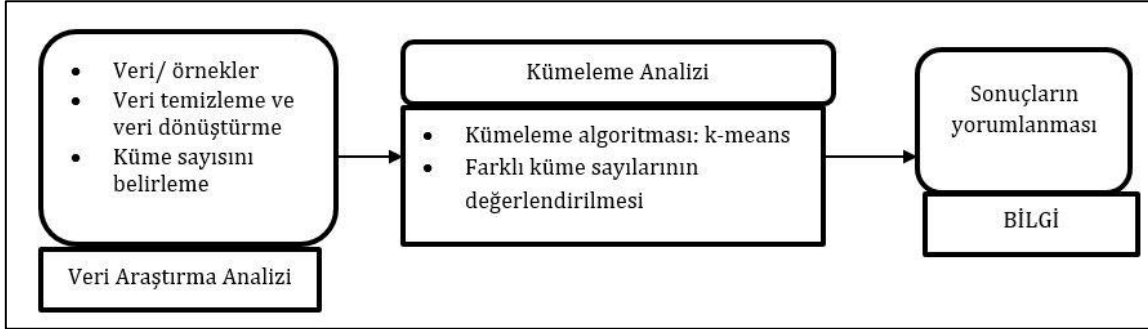 • Veri/ örnekler
• Veri temizleme ve
veri dönüştürme
• Küme sayısını
belirleme
Veri Araştırma Analizi
Kümeleme Analizi
• Kümeleme algoritması: k-means
• Farklı küme sayılarının
değerlendirilmesi
Sonuçların
yorumlanması
BİLGİ